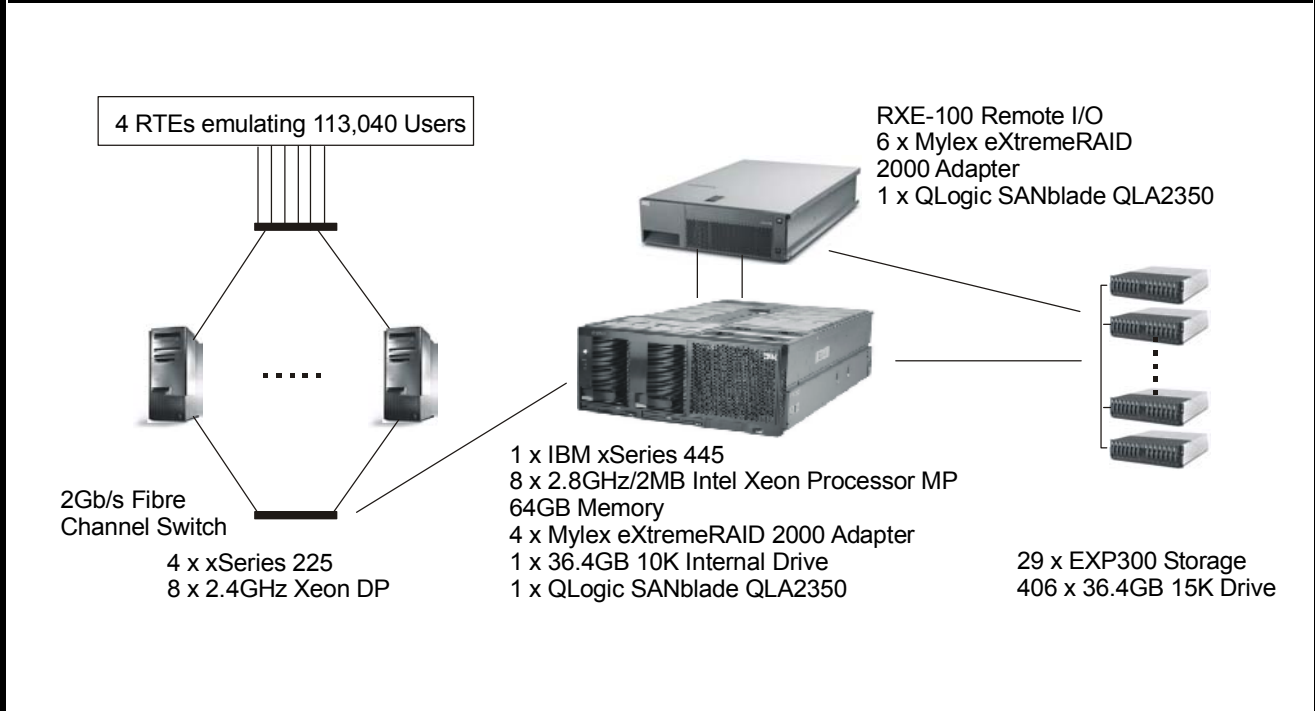 4 RTEs emulating 113,040 Users
RXE-100 Remote I/O
6 x Mylex eXtremeRAID
2000 Adapter
1 x QLogic SANblade QLA2350
2Gb/s Fibre
Channel Switch
4 x xSeries 225
8 x 2.4GHz Xeon DP
1 x IBM xSeries 445
8 x 2.8GHz/2MB Intel Xeon Processor MP
64GB Memory
4 x Mylex eXtremeRAID 2000 Adapter
1 x 36.4GB 10K Internal Drive
1 x QLogic SANblade QLA2350
29 x EXP300 Storage
406 x 36.4GB 15K Drive